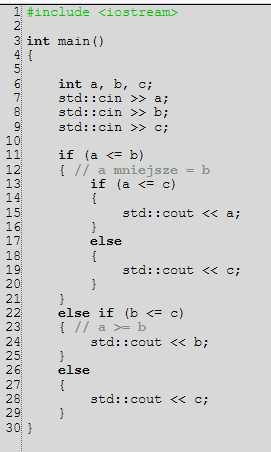 1 #include <iostream>
2
3 int main()
4 {
5
6     int a, b, c;
7     std::cin >> a;
8     std::cin >> b;
9     std::cin >> c;
10
11     if (a <= b)
12     { // a mniejsze = b
13         if (a <= c)
14         {
15             std::cout << a;
16         }
17         else
18         {
19             std::cout << c;
20         }
21     }
22     else if (b <= c)
23     { // a >= b
24         std::cout << b;
25     }
26     else
27     {
28         std::cout << c;
29     }
30 }